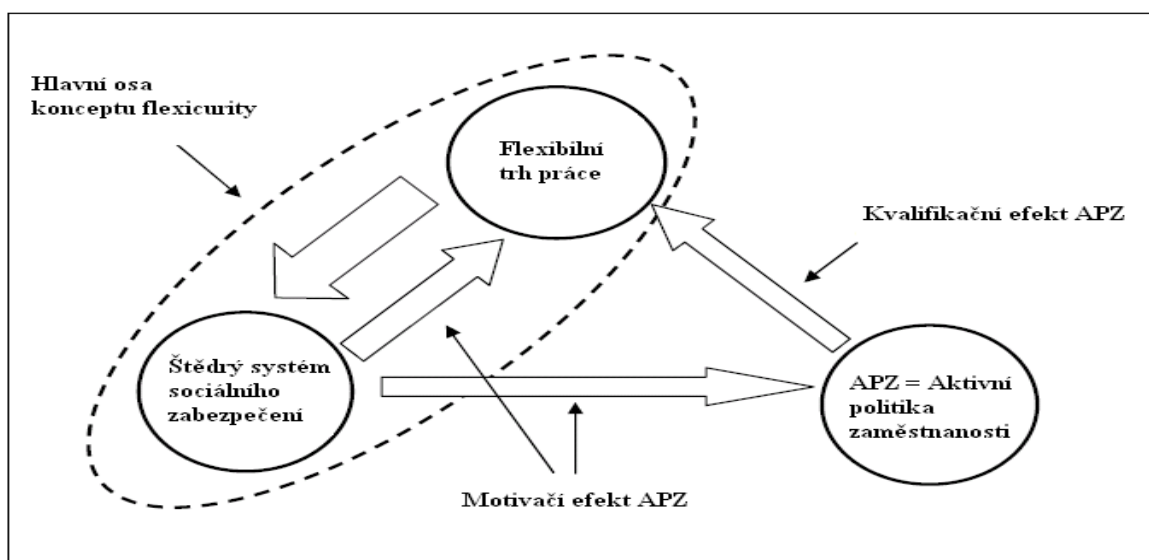 Hlavní osa
konceptu flexicurity
Flexibilní
trh práce
Kvalifikační efekt APZ
Štědrý systém
sociálního
zabezpečení
APZ = Aktivní
politika
zaměstnanosti
Motivačí efekt APZ